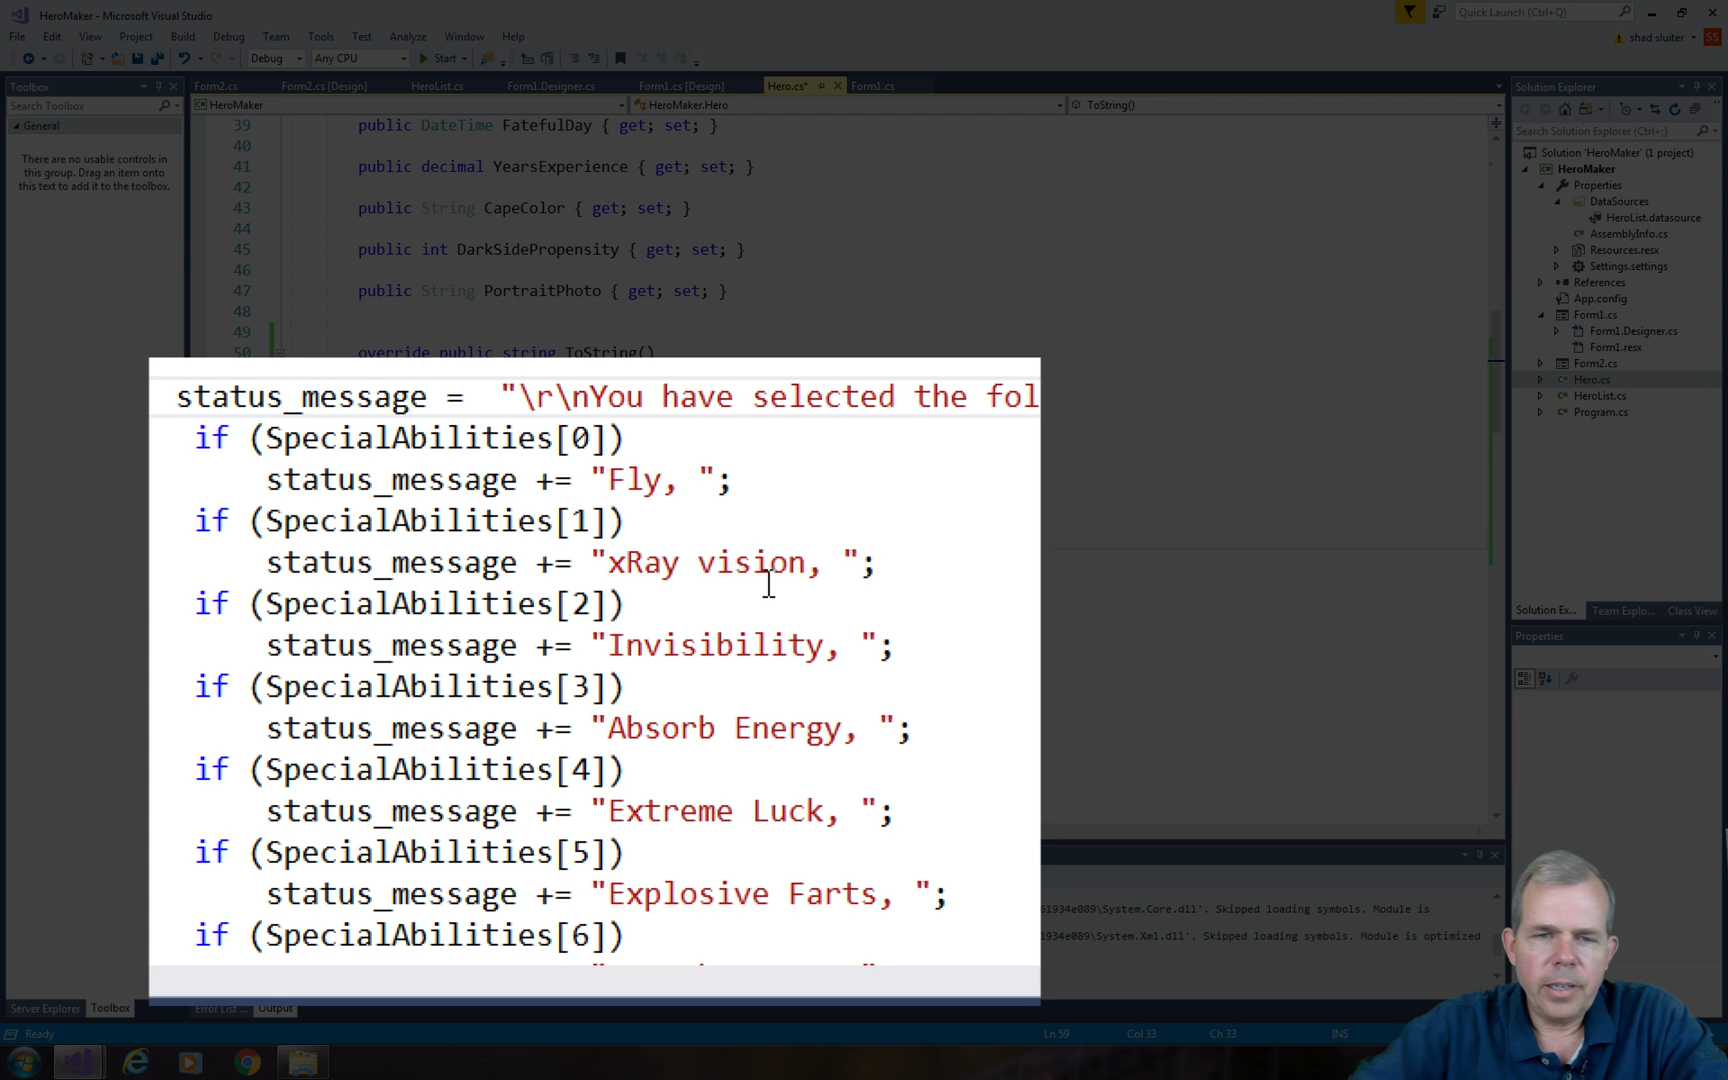 HeroMaker - Microsoft Visual Studio
Quick Launch (Ctrl+Q)
File Edit View Project Build Debug Team Tools Test Analyze Window Help
shad sluiter
SS
Debug Any CPU Start
Toolbox
Search Toolbox
General
There are no usable controls in
this group. Drag an item onto
this text to add it to the toolbox.
Form2.cs Form2.cs [Design] HeroList.cs Form1.Designer.cs Form1.cs [Design] Hero.cs* Form1.cs
HeroMaker HeroMaker.Hero ToString()
39 public DateTime FatefulDay { get; set; }
40
41 public decimal YearsExperience { get; set; }
42
43 public String CapeColor { get; set; }
44
45 public int DarkSidePropensity { get; set; }
46
47 public String PortraitPhoto { get; set; }
48
49
50 override public string ToString()
status_message = "\r\nYou have selected the fol
if (SpecialAbilities[0])
status_message += "Fly, ";
if (SpecialAbilities[1])
status_message += "xRay vision, ";
if (SpecialAbilities[2])
status_message += "Invisibility, ";
if (SpecialAbilities[3])
status_message += "Absorb Energy, ";
if (SpecialAbilities[4])
status_message += "Extreme Luck, ";
if (SpecialAbilities[5])
status_message += "Explosive Farts, ";
if (SpecialAbilities[6])
61934e089\System.Core.dll'. Skipped loading symbols. Module is
1934e089\System.Xml.dll'. Skipped loading symbols. Module is optimized
Solution Explorer
Search Solution Explorer (Ctrl+;)
Solution 'HeroMaker' (1 project)
HeroMaker
Properties
DataSources
HeroList.datasource
AssemblyInfo.cs
Resources.resx
Settings.settings
References
App.config
Form1.cs
Form1.Designer.cs
Form1.resx
Form2.cs
Hero.cs
HeroList.cs
Program.cs
Solution Ex... Team Explo... Class View
Properties
Server Explorer Toolbox Error List ... Output
Ready Ln 59 Col 33 Ch 33 INS